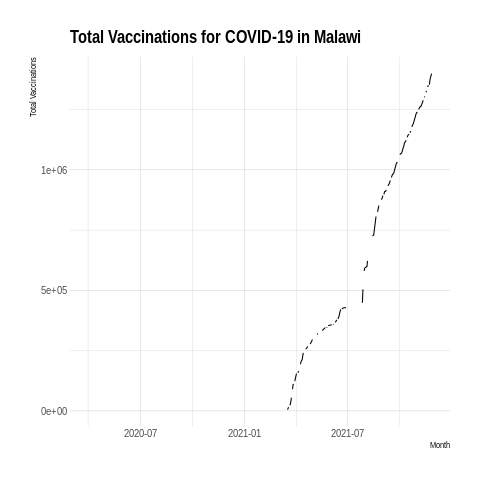 Total Vaccinations for COVID-19 in Malawi
Total Vaccinations
1e+06
5e+05
0e+00
2020-07
2021-01
2021-07
Month